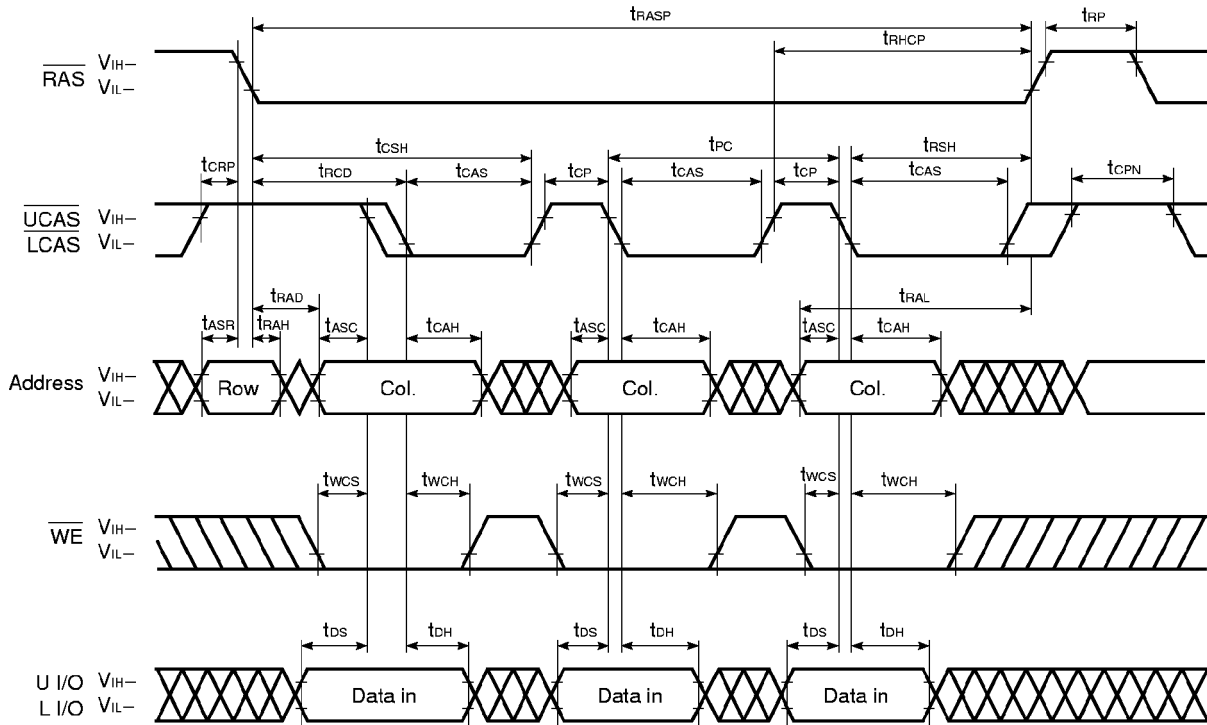 tRASP tRP
tRHCP
RAS VIH–
VIL–
tCSH tPC tRSH
tCRP tRCD tCAS tCP tCAS tCP tCAS tCPN
UCAS VIH–
LCAS VIL–
tRAD tRAL
tASR tRAH tASC tCAH tASC tCAH tASC tCAH
Address VIH–
VIL–
Row Col. Col. Col.
tWCS tWCH tWCS tWCH tWCS tWCH
WE VIH–
VIL–
tDS tDH tDS tDH tDS tDH
U I/O VIH–
L I/O VIL–
Data in Data in Data in